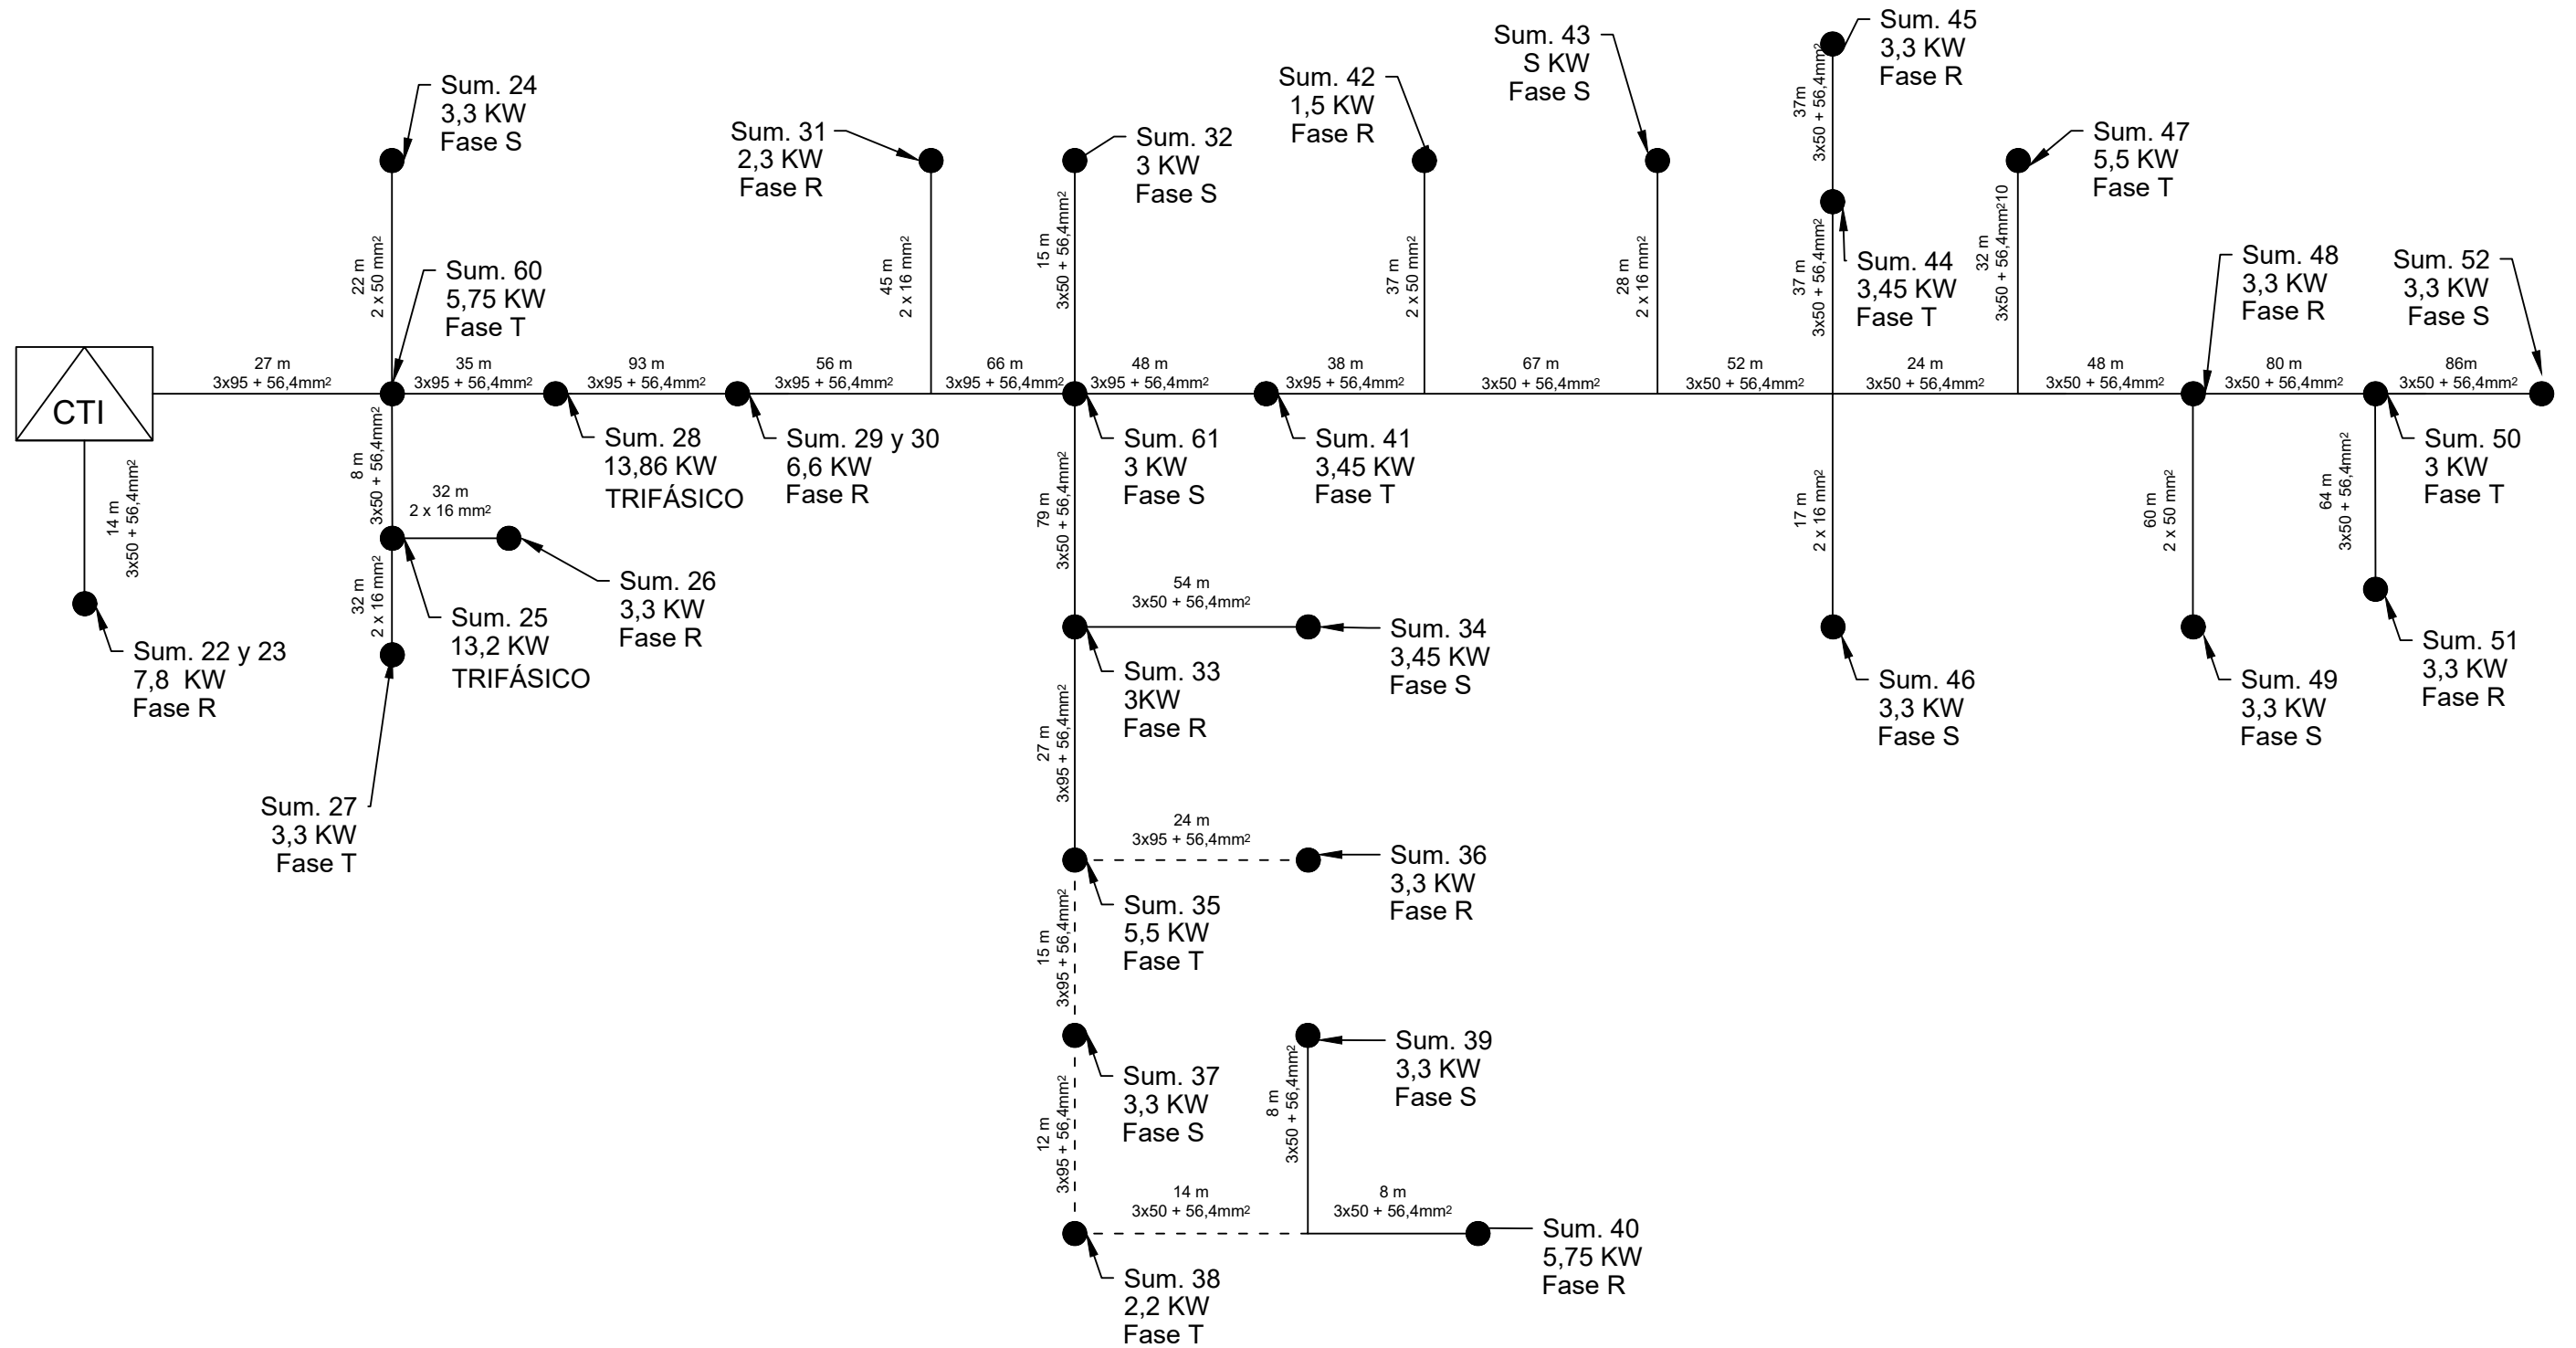 Sum. 45
3,3 KW
Fase R
Sum. 43
S KW
Fase S
Sum. 42
1,5 KW
Fase R
Sum. 24
3,3 KW
Fase S
Sum. 31
2,3 KW
Fase R
Sum. 32
3 KW
Fase S
Sum. 47
5,5 KW
Fase T
37m
3x50 + 56,4mm²
22 m
2 x 50 mm²
Sum. 60
5,75 KW
Fase T
45 m
2 x 16 mm²
15 m
3x50 + 56,4mm²
37 m
2 x 50 mm²
28 m
2 x 16 mm²
37 m
3x50 + 56,4mm²
Sum. 44
3,45 KW
Fase T
32 m
3x50 + 56,4mm²10
Sum. 48
3,3 KW
Fase R
Sum. 52
3,3 KW
Fase S
CTI
27 m
3x95 + 56,4mm²
35 m
3x95 + 56,4mm²
93 m
3x95 + 56,4mm²
56 m
3x95 + 56,4mm²
66 m
3x95 + 56,4mm²
48 m
3x95 + 56,4mm²
38 m
3x95 + 56,4mm²
67 m
3x50 + 56,4mm²
52 m
3x50 + 56,4mm²
24 m
3x50 + 56,4mm²
48 m
3x50 + 56,4mm²
80 m
3x50 + 56,4mm²
86m
3x50 + 56,4mm²
14 m
3x50 + 56,4mm²
8 m
3x50 + 56,4mm²
Sum. 28
13,86 KW
TRIFÁSICO
Sum. 29 y 30
6,6 KW
Fase R
Sum. 61
3 KW
Fase S
Sum. 41
3,45 KW
Fase T
Sum. 50
3 KW
Fase T
32 m
2 x 16 mm²
32 m
2 x 16 mm²
79 m
3x50 + 56,4mm²
17 m
2 x 16 mm²
60 m
2 x 50 mm²
64 m
3x50 + 56,4mm²
Sum. 22 y 23
7,8 KW
Fase R
Sum. 25
13,2 KW
TRIFÁSICO
Sum. 26
3,3 KW
Fase R
54 m
3x50 + 56,4mm²
Sum. 33
3KW
Fase R
Sum. 34
3,45 KW
Fase S
Sum. 46
3,3 KW
Fase S
Sum. 49
3,3 KW
Fase S
Sum. 51
3,3 KW
Fase R
27 m
3x95 + 56,4mm²
Sum. 27
3,3 KW
Fase T
24 m
3x95 + 56,4mm²
Sum. 36
3,3 KW
Fase R
Sum. 35
5,5 KW
Fase T
15 m
3x95 + 56,4mm²
Sum. 37
3,3 KW
Fase S
Sum. 39
3,3 KW
Fase S
12 m
3x95 + 56,4mm²
8 m
3x50 + 56,4mm²
14 m
3x50 + 56,4mm²
8 m
3x50 + 56,4mm²
Sum. 40
5,75 KW
Fase R
Sum. 38
2,2 KW
Fase T